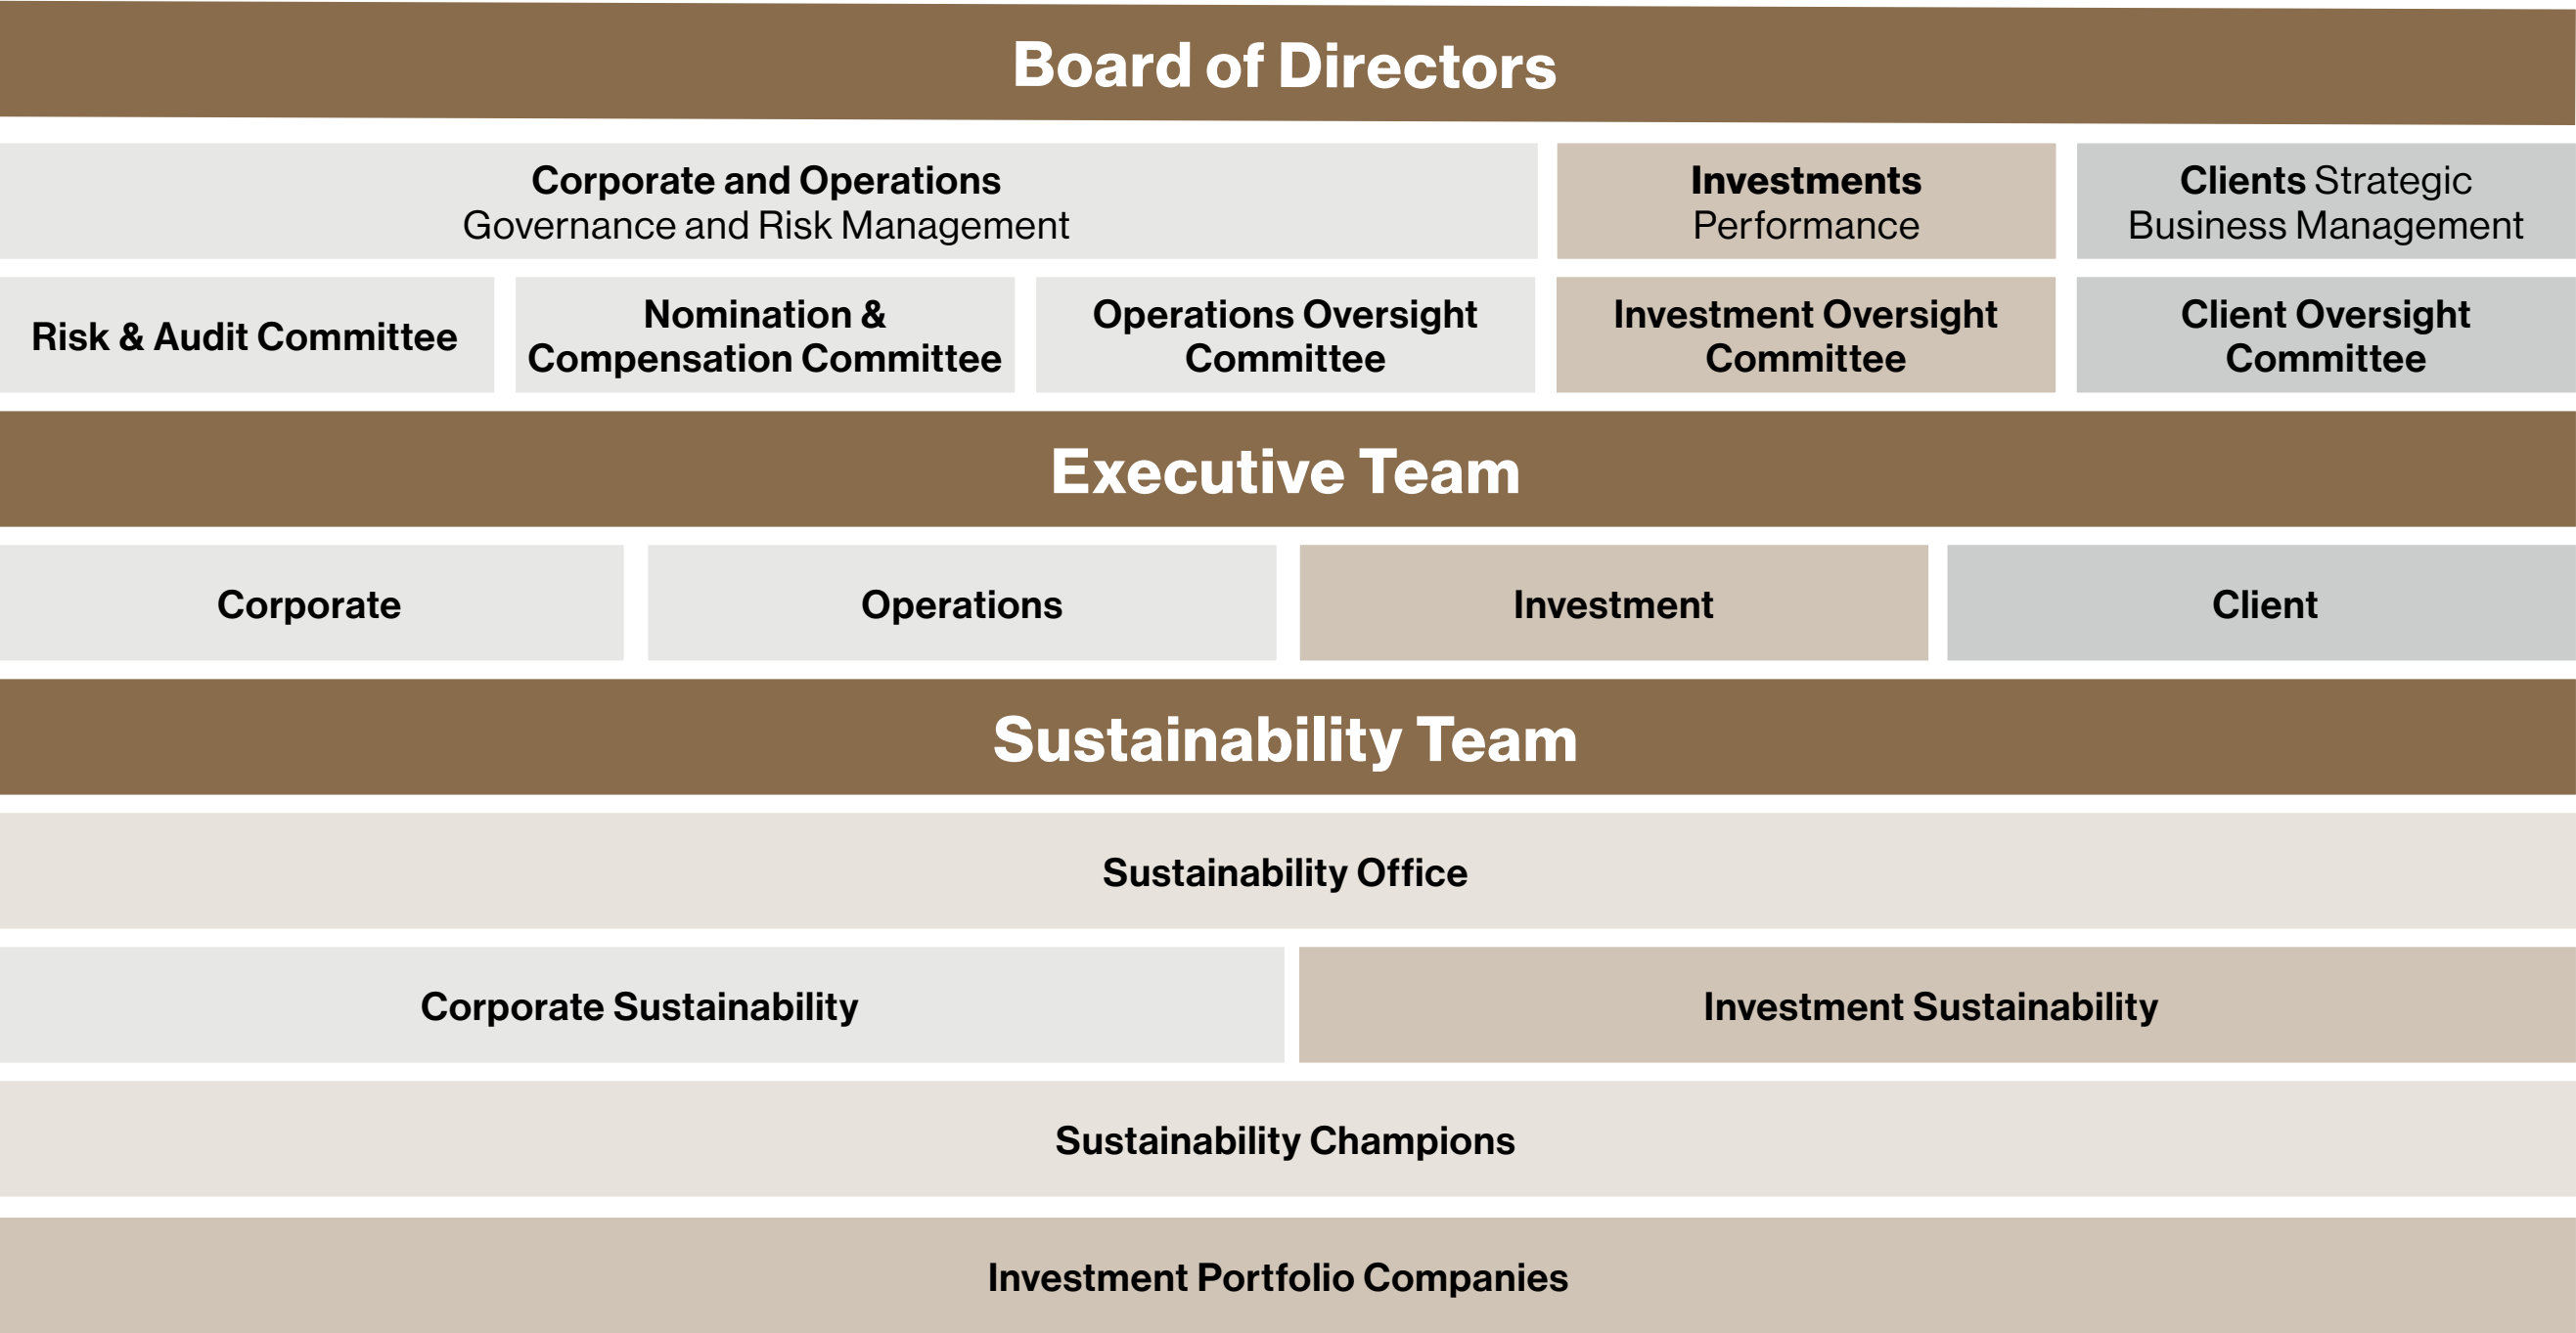 Board of Directors
Corporate and Operations
Governance and Risk Management
Investments
Performance
Clients Strategic
Business Management
Risk & Audit Committee
Nomination &
Compensation Committee
Operations Oversight
Committee
Investment Oversight
Committee
Client Oversight
Committee
Executive Team
Corporate
Operations
Investment
Client
Sustainability Team
Sustainability Office
Corporate Sustainability
Investment Sustainability
Sustainability Champions
Investment Portfolio Companies